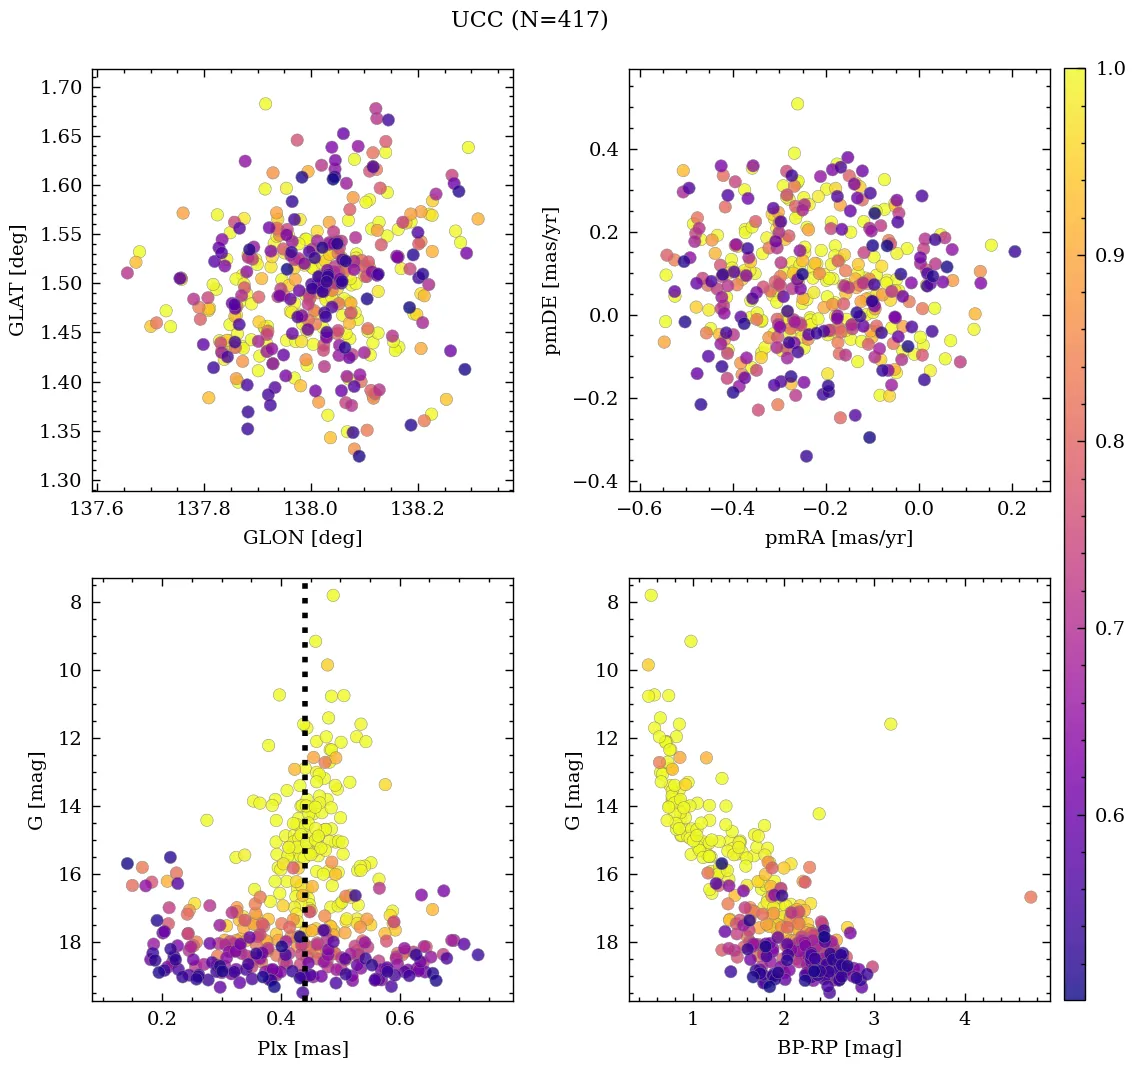 UCC (N=417)
1.70
1.65
1.60
1.55
1.50
1.45
1.40
1.35
1.30
GLAT [deg]
137.6 137.8 138.0 138.2
GLON [deg]
0.4
0.2
0.0
−0.2
−0.4
pmDE [mas/yr]
−0.6 −0.4 −0.2 0.0 0.2
pmRA [mas/yr]
1.0
0.9
0.8
0.7
0.6
8
10
12
14
16
18
G [mag]
0.2 0.4 0.6
Plx [mas]
8
10
12
14
16
18
G [mag]
1 2 3 4
BP-RP [mag]